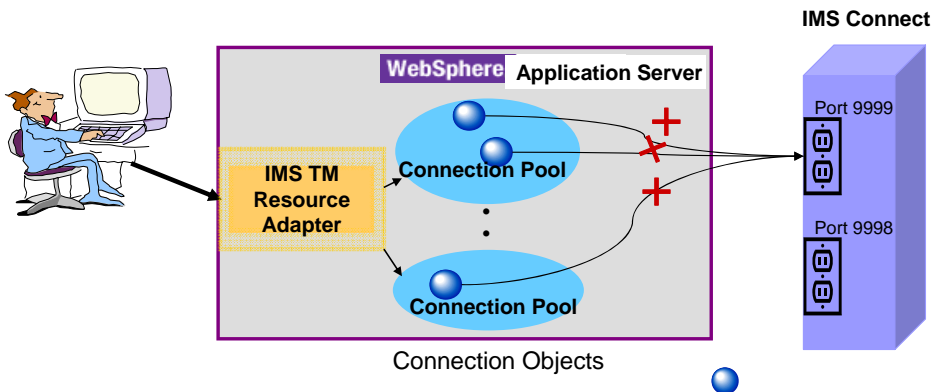 IMS Connect
WebSphere Application Server
Port 9999
Connection Pool
IMS TM
Resource
Adapter
Port 9998
Connection Pool
Connection Objects